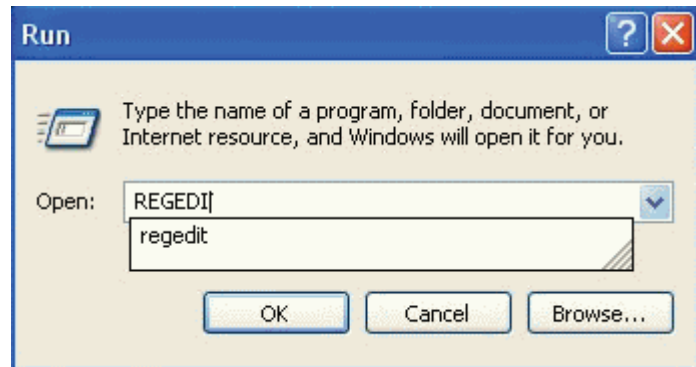 Run
Type the name of a program, folder, document, or
Internet resource, and Windows will open it for you.
Open: REGEDI
regedit
OK Cancel Browse...